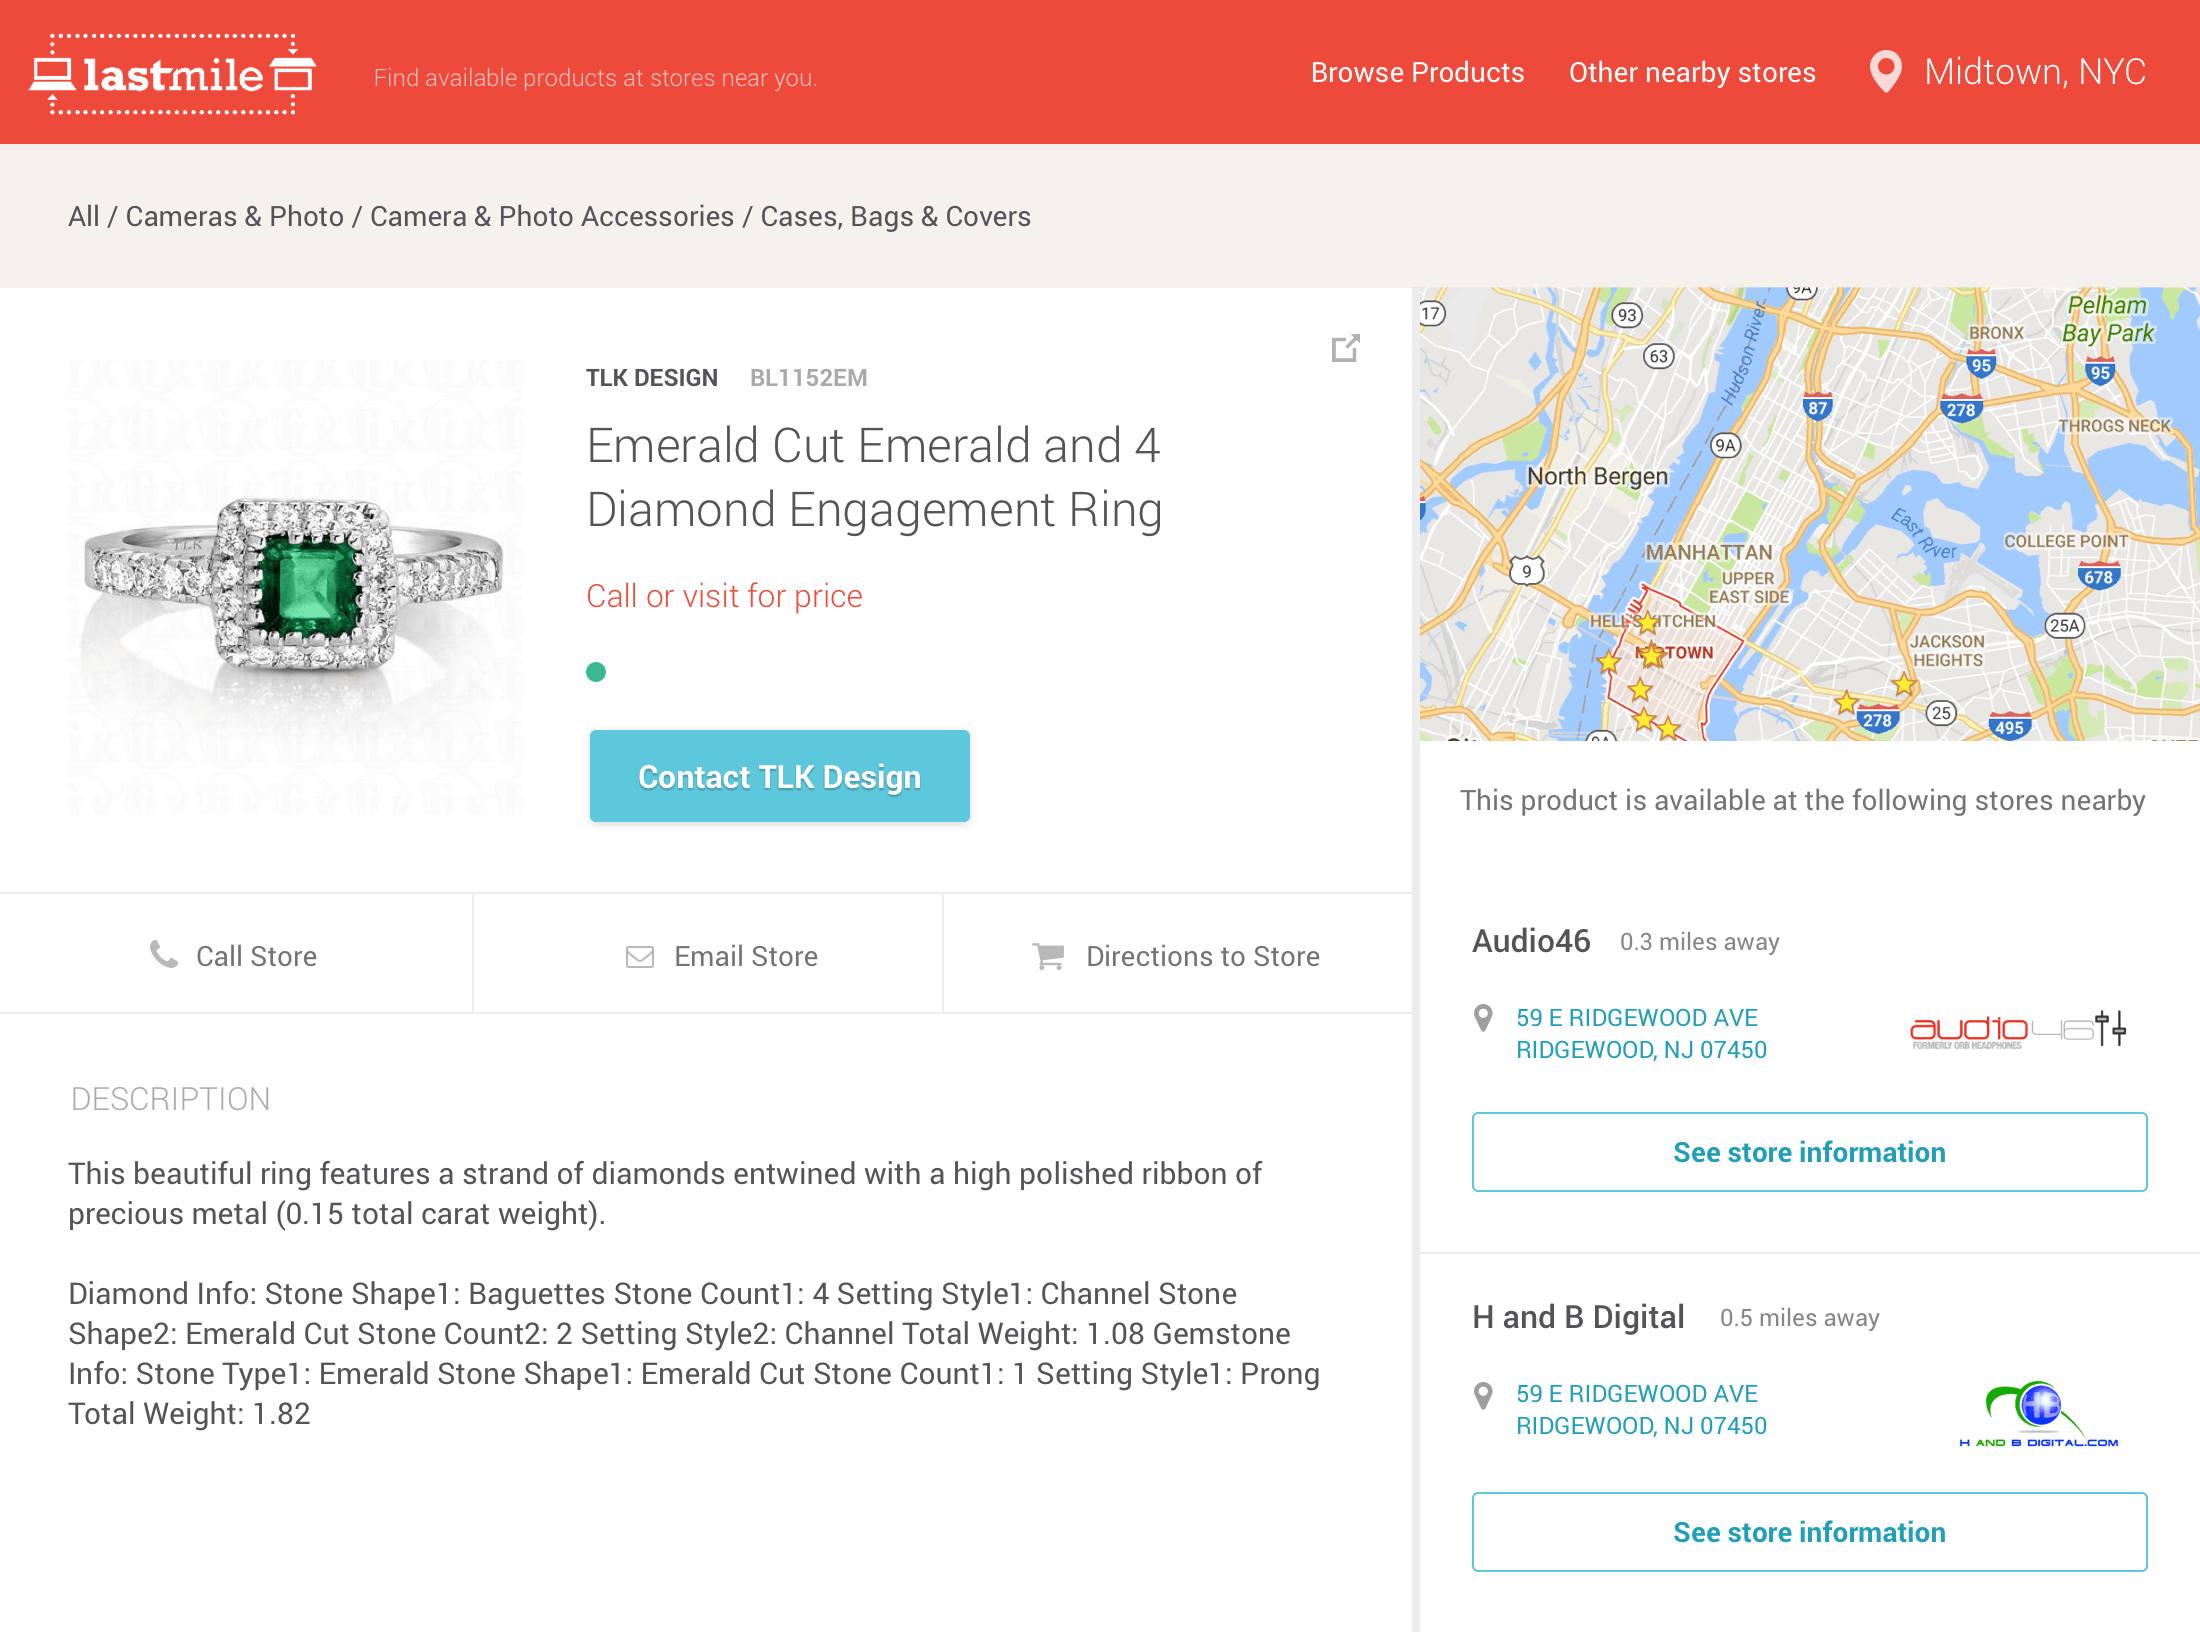 lastmile
Find available products at stores near you.
Browse Products
Other nearby stores
Midtown, NYC
All / Cameras & Photo / Camera & Photo Accessories / Cases, Bags & Covers
TLK
TLK DESIGN BL1152EM
Emerald Cut Emerald and 4
Diamond Engagement Ring
Call or visit for price
Contact TLK Design
Call Store
Email Store
Directions to Store
DESCRIPTION
This beautiful ring features a strand of diamonds entwined with a high polished ribbon of
precious metal (0.15 total carat weight).
Diamond Info: Stone Shape1: Baguettes Stone Count1: 4 Setting Style1: Channel Stone
Shape2: Emerald Cut Stone Count2: 2 Setting Style2: Channel Total Weight: 1.08 Gemstone
Info: Stone Type1: Emerald Stone Shape1: Emerald Cut Stone Count1: 1 Setting Style1: Prong
Total Weight: 1.82
17
93
9A
Pelham
Bay Park
BRONX
63
95
95
Hudson River
87
278
THROGS NECK
9A
North Bergen
East River
COLLEGE POINT
MANHATTAN
9
678
UPPER
EAST SIDE
HELL'S KITCHEN
25A
JACKSON
HEIGHTS
MIDTOWN
278
25
495
9A
This product is available at the following stores nearby
Audio46 0.3 miles away
59 E RIDGEWOOD AVE
RIDGEWOOD, NJ 07450
audio46
FORMERLY ORB HEADPHONES
See store information
H and B Digital 0.5 miles away
59 E RIDGEWOOD AVE
RIDGEWOOD, NJ 07450
HB
H AND B DIGITAL.COM
See store information